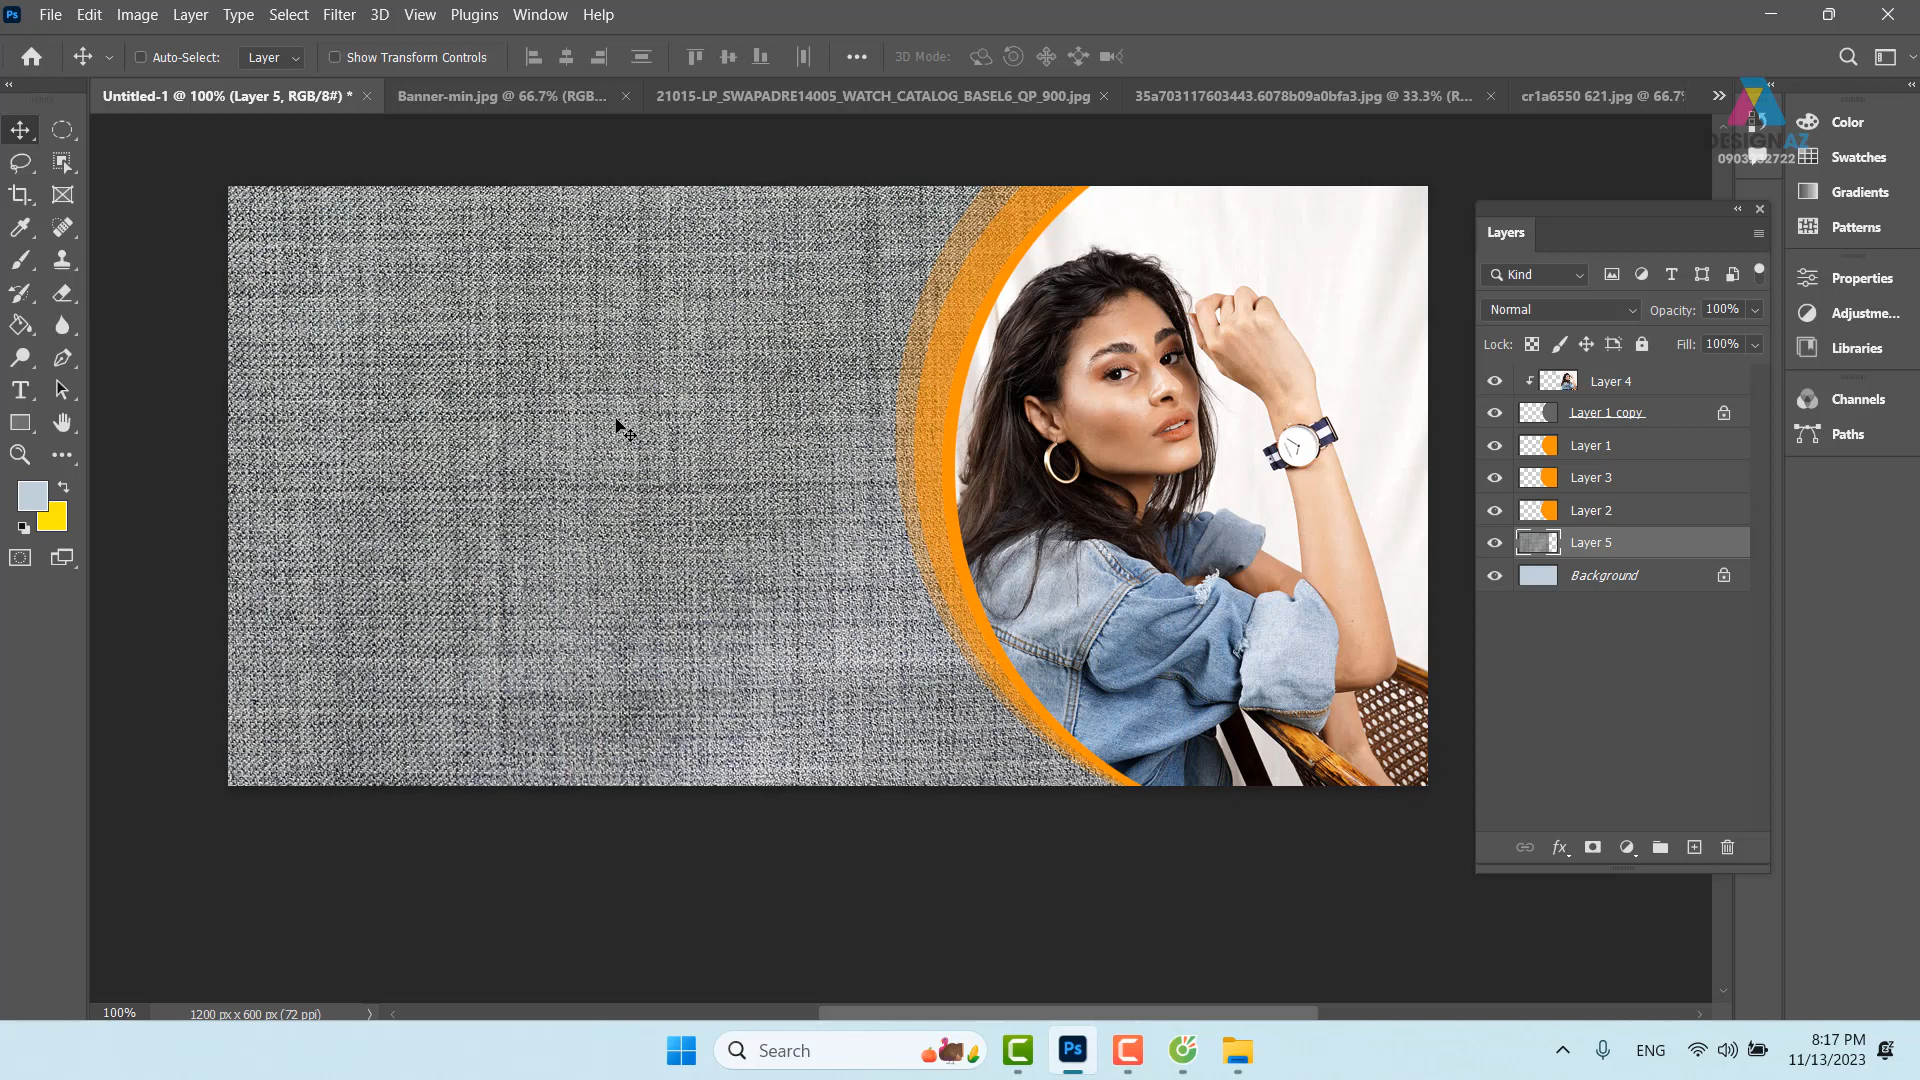 Ps File Edit Image Layer Type Select Filter 3D View Plugins Window Help
Auto-Select: Layer Show Transform Controls 3D Mode:
Untitled-1 @ 100% (Layer 5, RGB/8#) * Banner-min.jpg @ 66.7% (RGB... 21015-LP_SWAPADRE14005_WATCH_CATALOG_BASEL6_QP_900.jpg 35a703117603443.6078b09a0bfa3.jpg @ 33.3% (R... cr1a6550 621.jpg @ 66.7%
DESIGNAZ
Color
Swatches
Gradients
Patterns
Properties
Adjustme...
Libraries
Channels
Paths
Layers
Kind
Normal Opacity: 100%
Lock: Fill: 100%
Layer 4
Layer 1 copy
Layer 1
Layer 3
Layer 2
Layer 5
Background
fx
100% 1200 px x 600 px (72 ppi)
Search
Ps
ENG
8:17 PM
11/13/2023